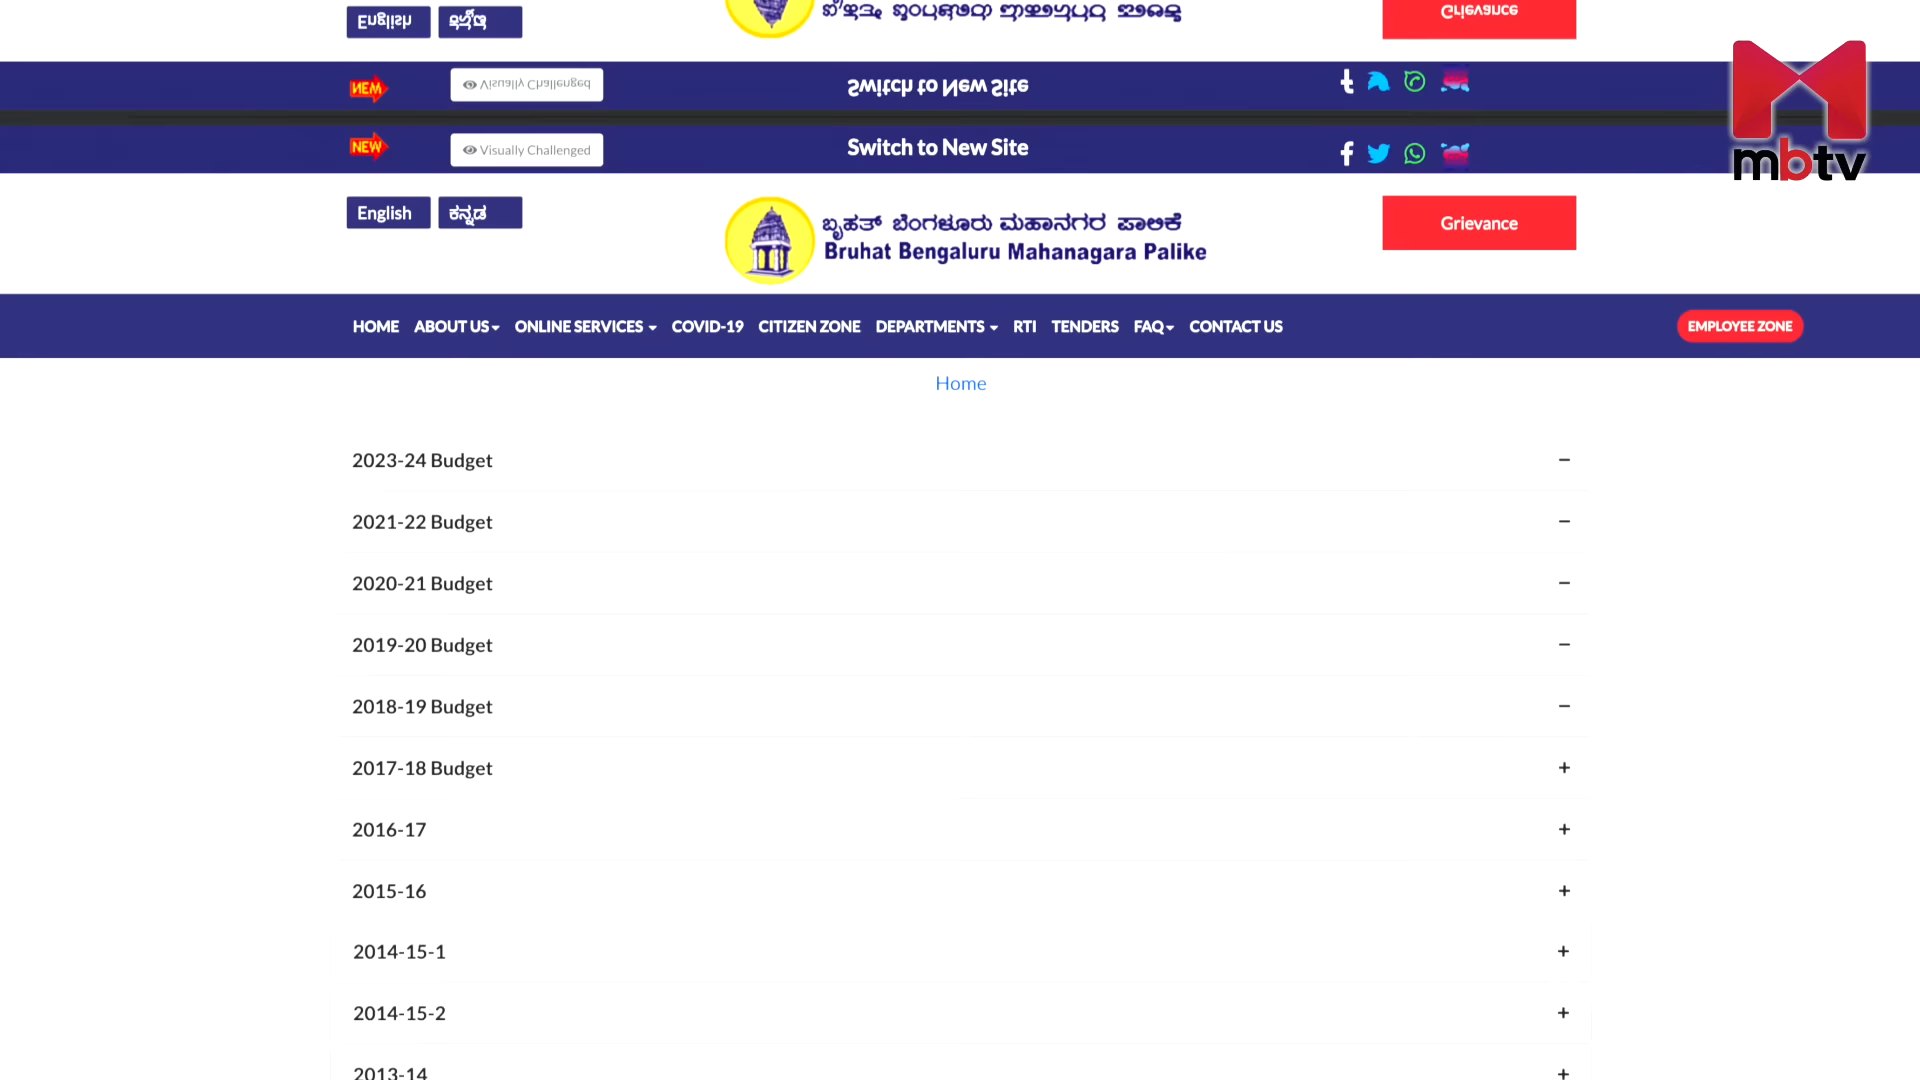 NEW
Visually Challenged
Switch to New Site
mbtv
English
ಕನ್ನಡ
ಬೃಹತ್ ಬೆಂಗಳೂರು ಮಹಾನಗರ ಪಾಲಿಕೆ
Bruhat Bengaluru Mahanagara Palike
Grievance
HOME ABOUT US ONLINE SERVICES COVID-19 CITIZEN ZONE DEPARTMENTS RTI TENDERS FAQ CONTACT US
EMPLOYEE ZONE
Home
2023-24 Budget
2021-22 Budget
2020-21 Budget
2019-20 Budget
2018-19 Budget
2017-18 Budget
2016-17
2015-16
2014-15-1
2014-15-2
2013-14